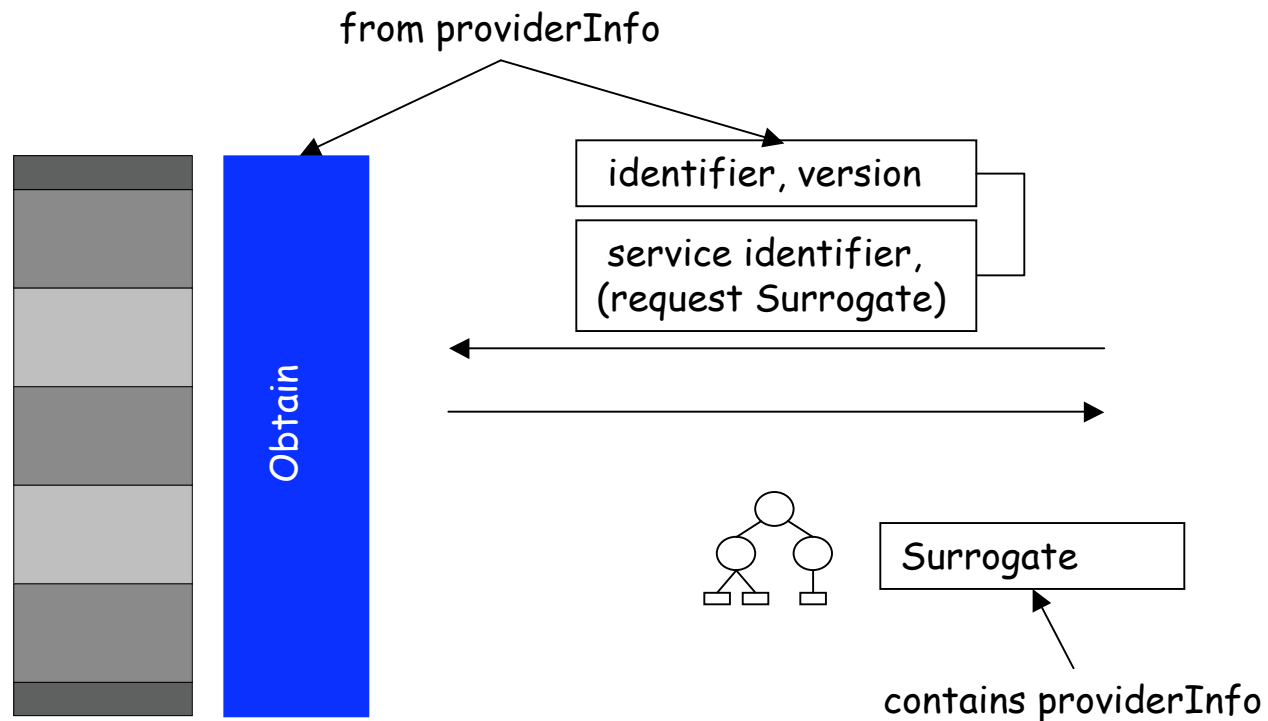 from providerInfo
identifier, version
service identifier,
(request Surrogate)
Obtain
Surrogate
contains providerInfo